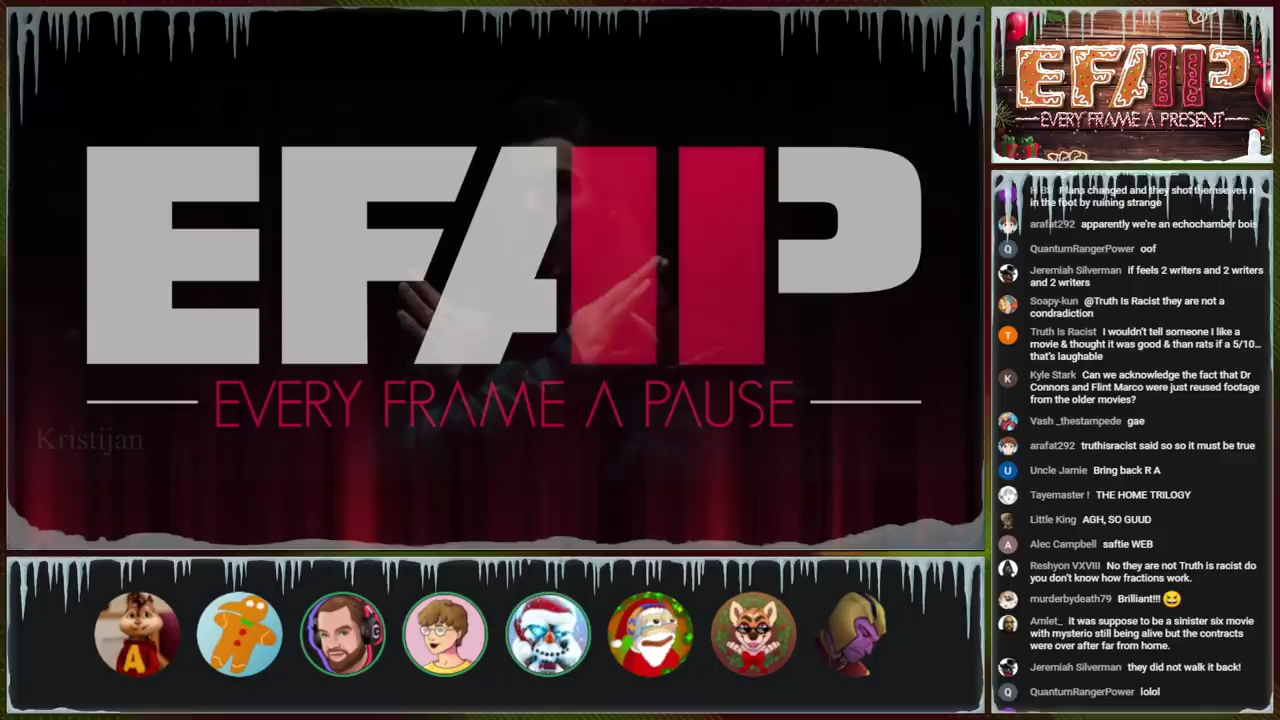 EFAP
EVERY FRAME A PAUSE
Kristijan
EFAP
EVERY FRAME A PRESENT
Plans changed and they shot themselves n
in the foot by ruining strange
arafat292 apparently we're an echochamber bois
Q QuantumRangerPower oof
Jeremiah Silverman if feels 2 writers and 2 writers
and 2 writers
Soapy-kun @Truth Is Racist they are not a
condradiction
T Truth Is Racist I wouldn't tell someone I like a
movie & thought it was good & than rats if a 5/10...
that's laughable
K Kyle Stark Can we acknowledge the fact that Dr
Connors and Flint Marco were just reused footage
from the older movies?
Vash _thestampede gae
arafat292 truthisracist said so so it must be true
U Uncle Jamie Bring back R A
Tayemaster ! THE HOME TRILOGY
Little King AGH, SO GUUD
A Alec Campbell saftie WEB
Reshyon VXVIII No they are not Truth is racist do
you don't know how fractions work.
murderbydeath79 Brilliant!!! 😆
Amlet_ it was suppose to be a sinister six movie
with mysterio still being alive but the contracts
were over after far from home.
Jeremiah Silverman they did not walk it back!
Q QuantumRangerPower lolol
A